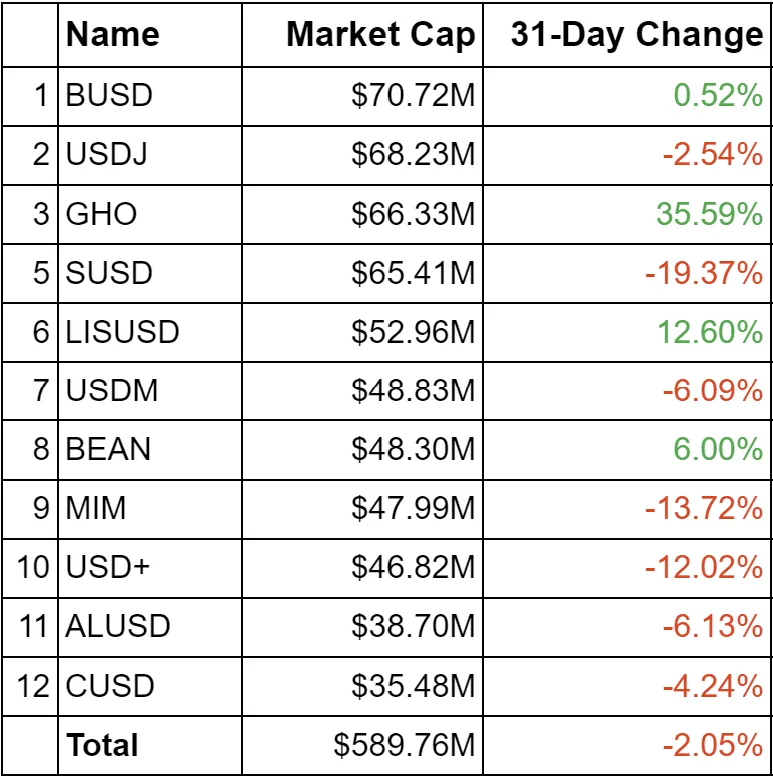 Name Market Cap 31-Day Change
1 BUSD $70.72M 0.52%
2 USDJ $68.23M -2.54%
3 GHO $66.33M 35.59%
5 SUSD $65.41M -19.37%
6 LISUSD $52.96M 12.60%
7 USDM $48.83M -6.09%
8 BEAN $48.30M 6.00%
9 MIM $47.99M -13.72%
10 USD+ $46.82M -12.02%
11 ALUSD $38.70M -6.13%
12 CUSD $35.48M -4.24%
Total $589.76M -2.05%